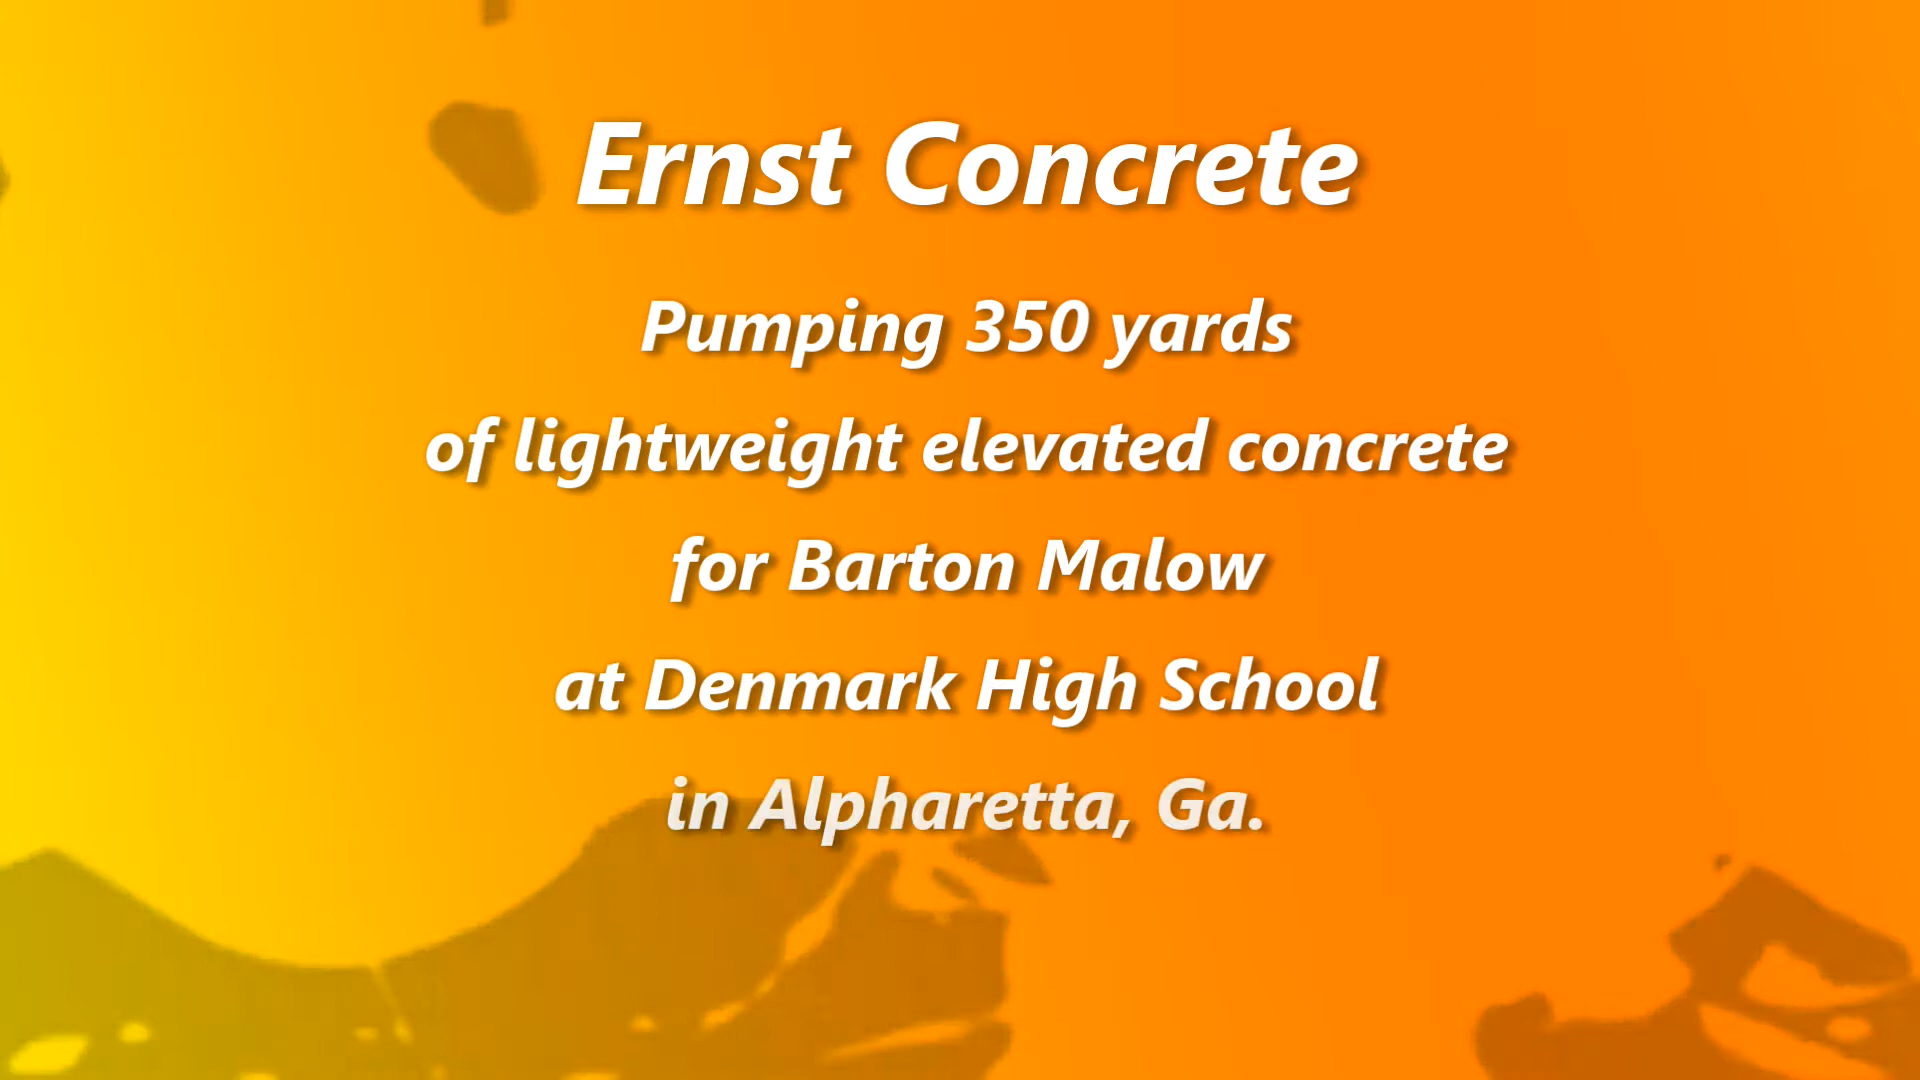 Ernst Concrete
Pumping 350 yards
of lightweight elevated concrete
for Barton Malow
at Denmark High School
in Alpharetta, Ga.